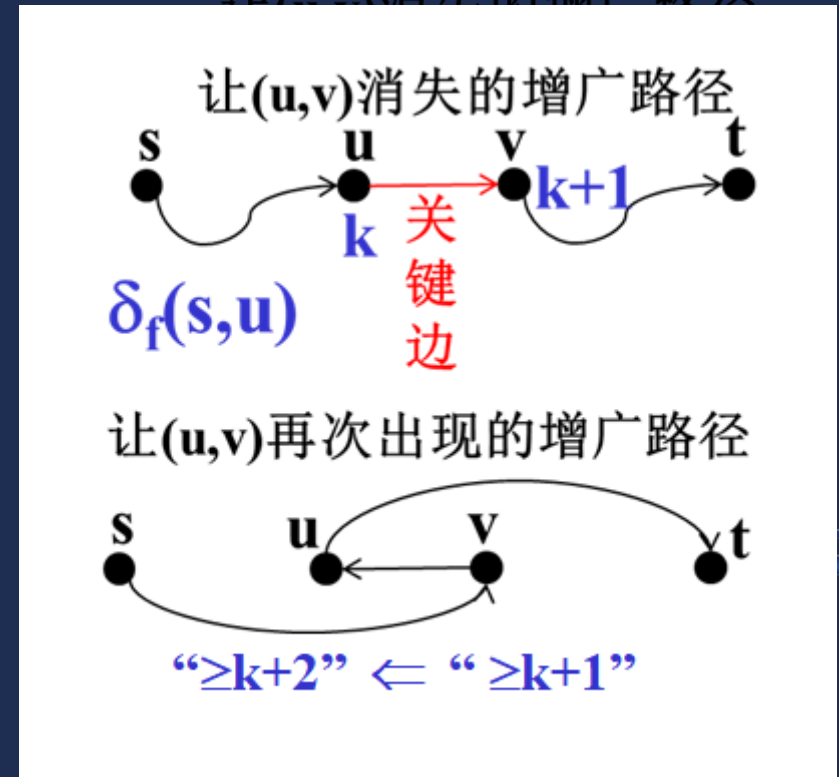 让(u,v)消失的增广路径
s u v t
k+1
k
关键边
δf(s,u)
让(u,v)再次出现的增广路径
s u v t
“≥k+2” ⇐ “ ≥k+1”